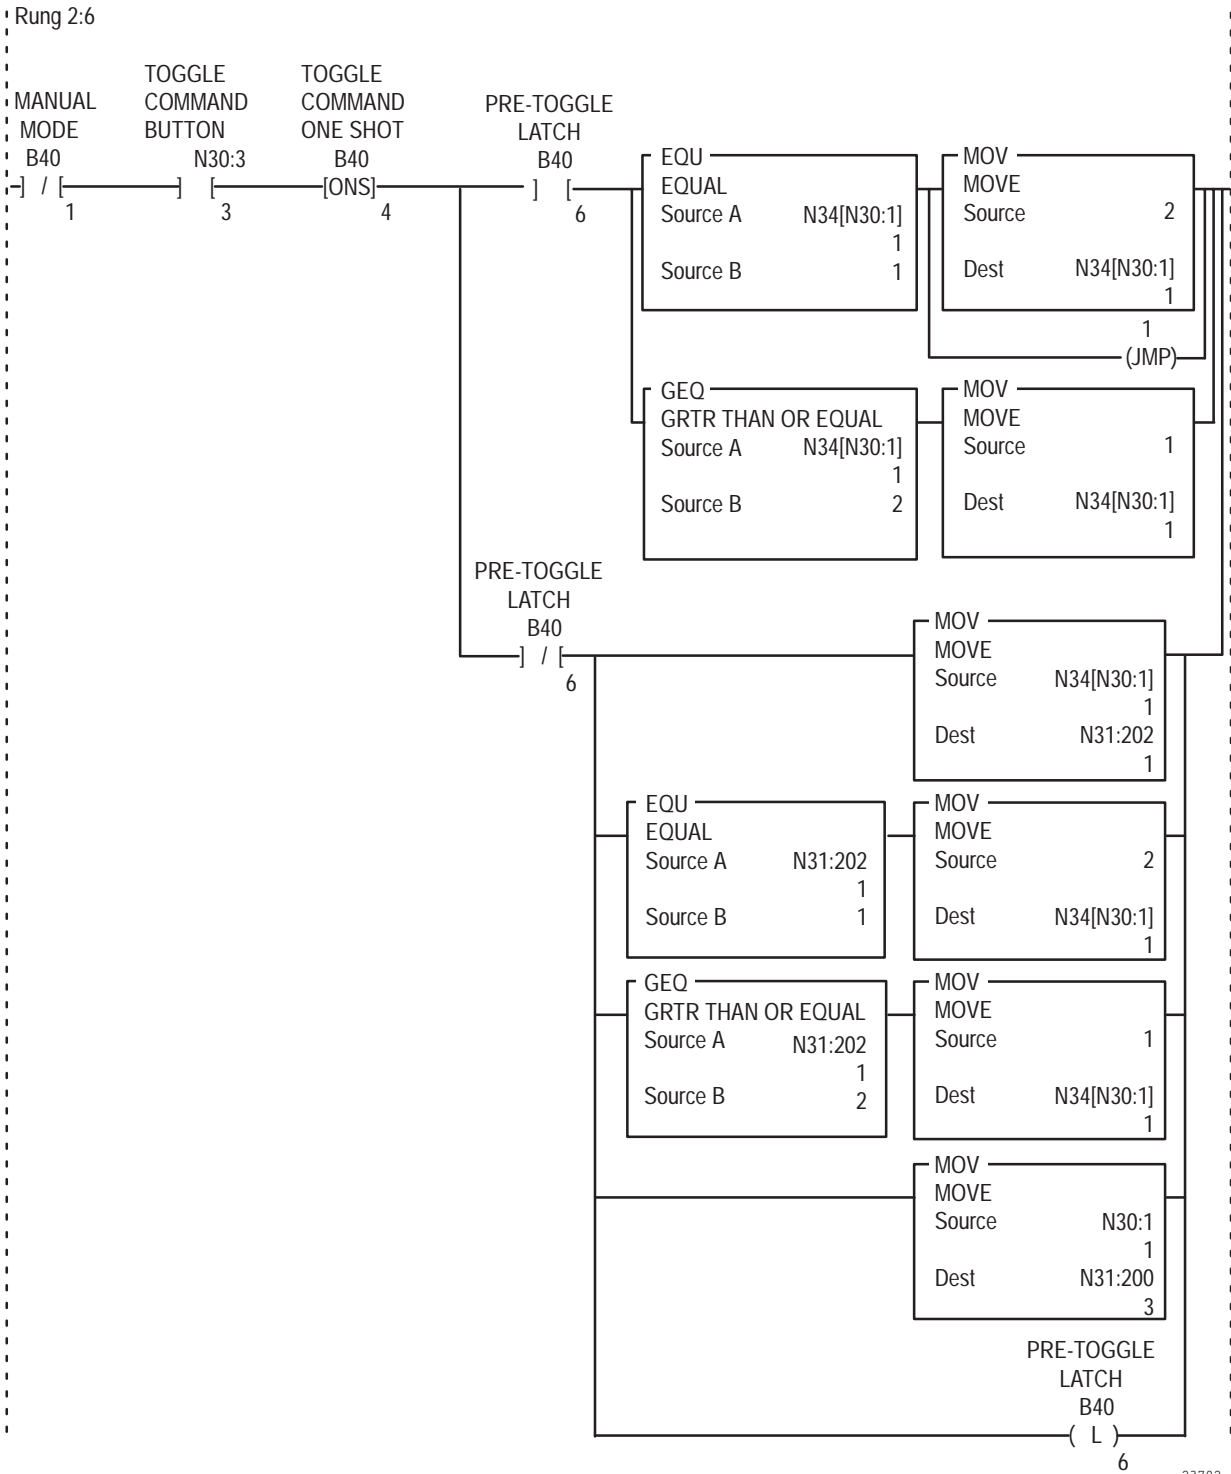 Rung 2:6
MANUAL
MODE
B40
] / [
1
TOGGLE
COMMAND
BUTTON
N30:3
] [
3
TOGGLE
COMMAND
ONE SHOT
B40
[ONS]
4
PRE-TOGGLE
LATCH
B40
] [
6
EQU
EQUAL
Source A N34[N30:1]
1
Source B 1
MOV
MOVE
Source 2
Dest N34[N30:1]
1
1
(JMP)
GEQ
GRTR THAN OR EQUAL
Source A N34[N30:1]
1
Source B 2
MOV
MOVE
Source 1
Dest N34[N30:1]
1
PRE-TOGGLE
LATCH
B40
] / [
6
MOV
MOVE
Source N34[N30:1]
1
Dest N31:202
1
EQU
EQUAL
Source A N31:202
1
Source B 1
MOV
MOVE
Source 2
Dest N34[N30:1]
1
GEQ
GRTR THAN OR EQUAL
Source A N31:202
1
Source B 2
MOV
MOVE
Source 1
Dest N34[N30:1]
1
MOV
MOVE
Source N30:1
1
Dest N31:200
3
PRE-TOGGLE
LATCH
B40
( L )
6